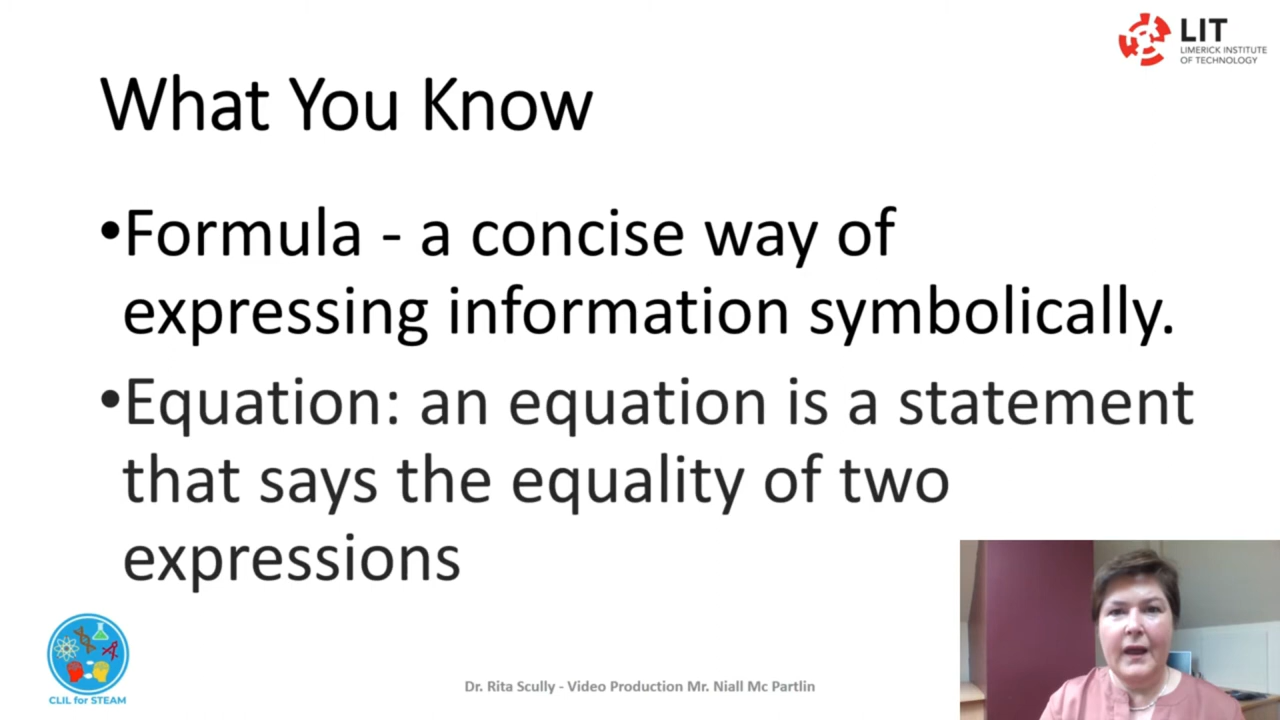 LIT
LIMERICK INSTITUTE
OF TECHNOLOGY
What You Know
•Formula - a concise way of
expressing information symbolically.
•Equation: an equation is a statement
that says the equality of two
expressions
CLIL for STEAM
Dr. Rita Scully - Video Production Mr. Niall Mc Partlin